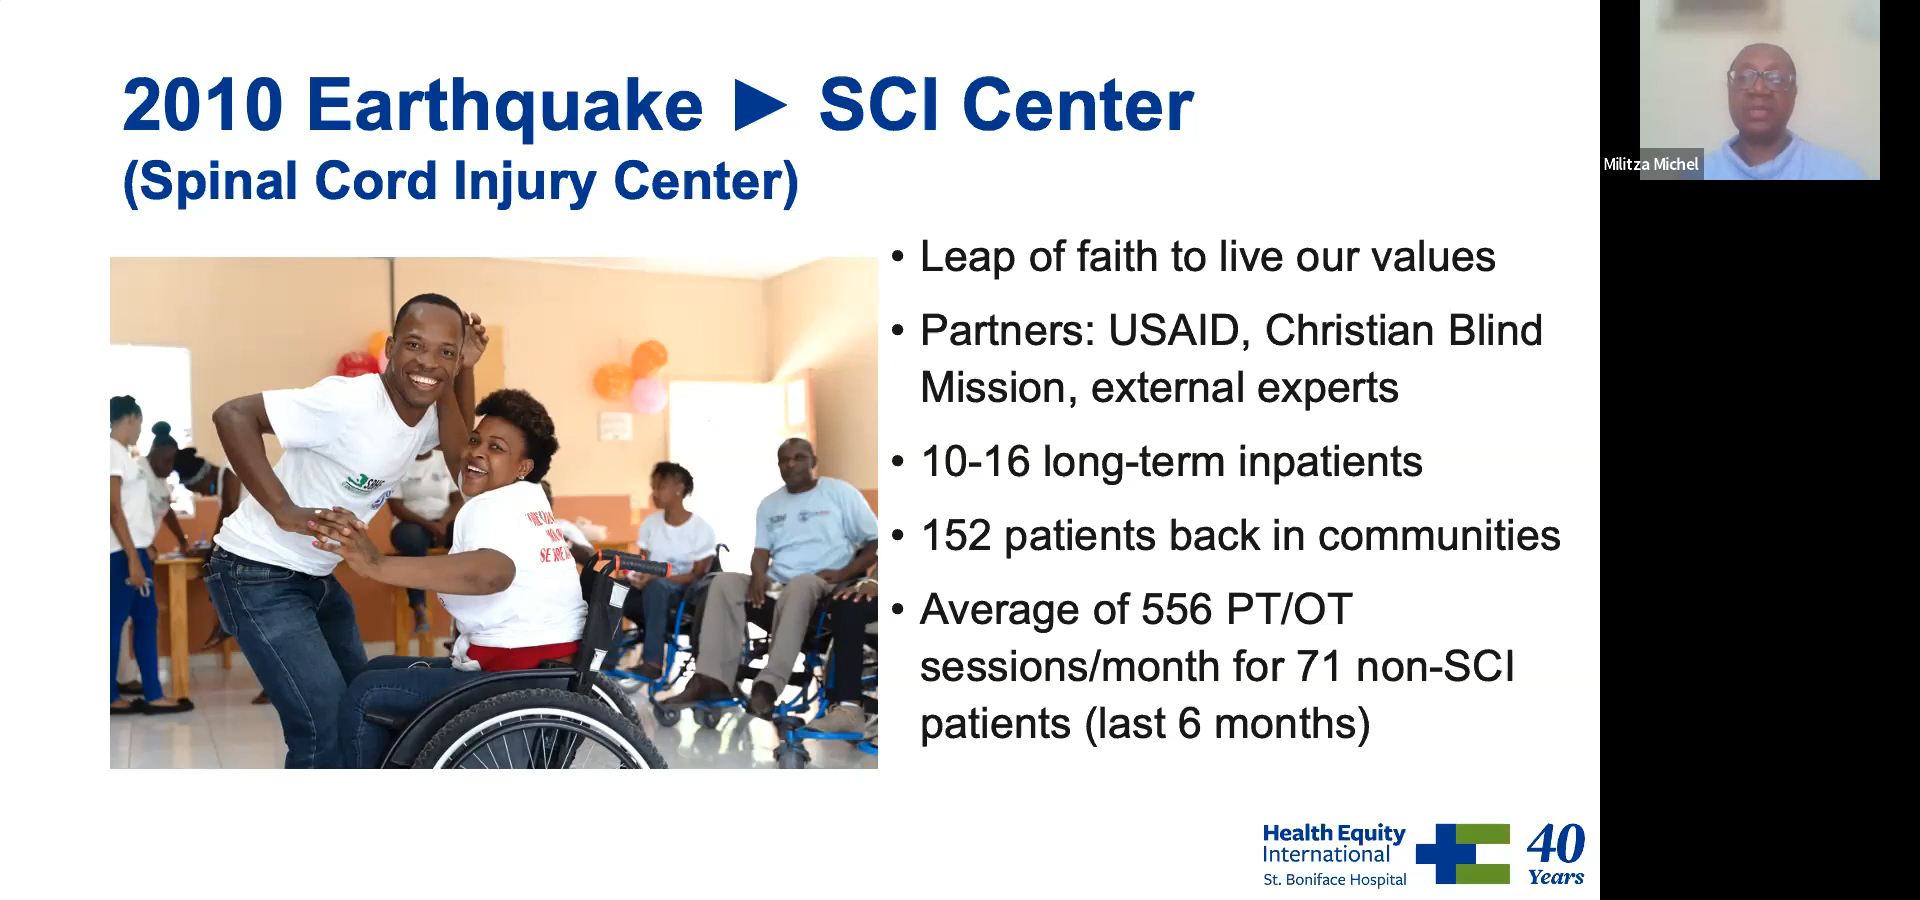 2010 Earthquake ► SCI Center
(Spinal Cord Injury Center)
• Leap of faith to live our values
• Partners: USAID, Christian Blind
Mission, external experts
• 10-16 long-term inpatients
• 152 patients back in communities
• Average of 556 PT/OT
sessions/month for 71 non-SCI
patients (last 6 months)
Militza Michel
Health Equity
International
St. Boniface Hospital
40
Years